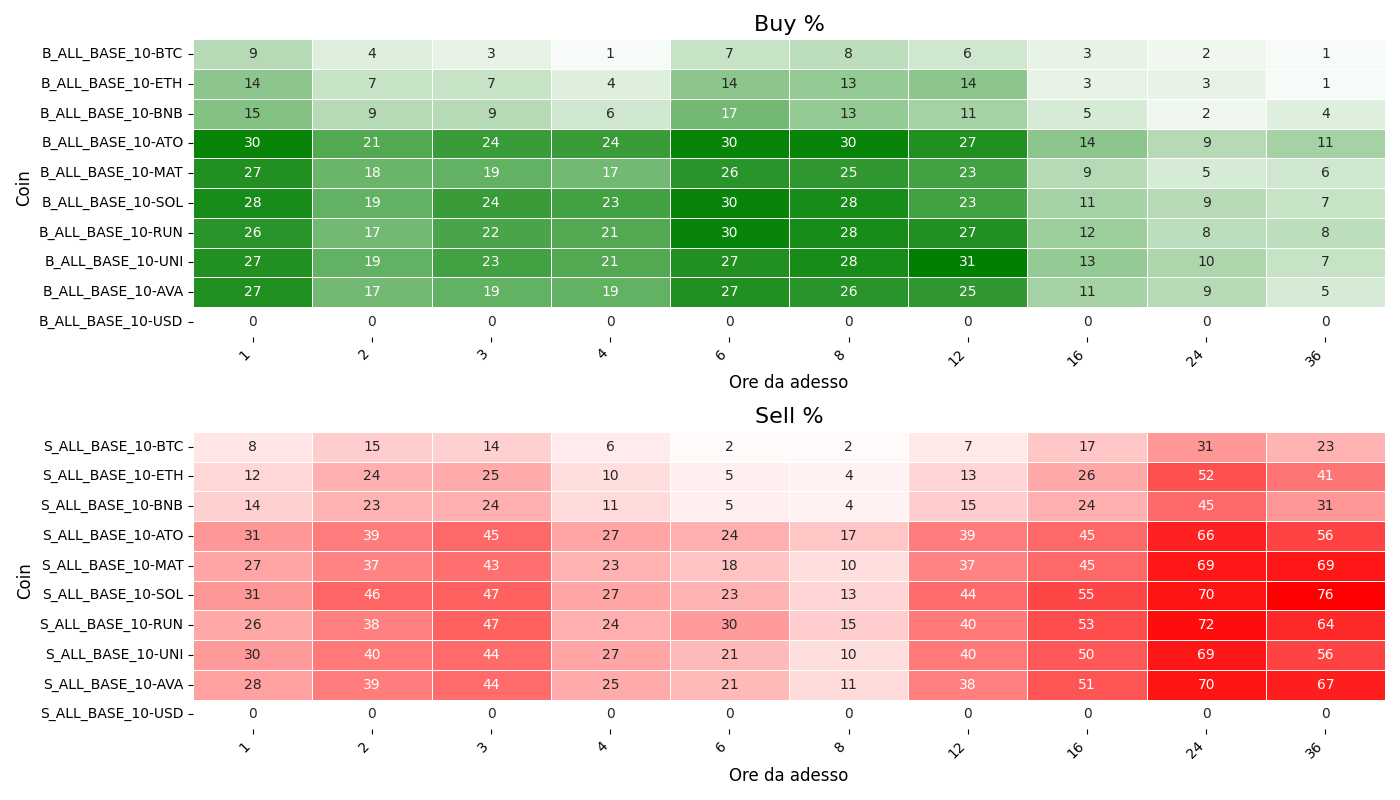 Buy %
Coin
B_ALL_BASE_10-BTC 9 4 3 1 7 8 6 3 2 1
B_ALL_BASE_10-ETH 14 7 7 4 14 13 14 3 3 1
B_ALL_BASE_10-BNB 15 9 9 6 17 13 11 5 2 4
B_ALL_BASE_10-ATO 30 21 24 24 30 30 27 14 9 11
B_ALL_BASE_10-MAT 27 18 19 17 26 25 23 9 5 6
B_ALL_BASE_10-SOL 28 19 24 23 30 28 23 11 9 7
B_ALL_BASE_10-RUN 26 17 22 21 30 28 27 12 8 8
B_ALL_BASE_10-UNI 27 19 23 21 27 28 31 13 10 7
B_ALL_BASE_10-AVA 27 17 19 19 27 26 25 11 9 5
B_ALL_BASE_10-USD 0 0 0 0 0 0 0 0 0 0
1 2 3 4 6 8 12 16 24 36
Ore da adesso
Sell %
Coin
S_ALL_BASE_10-BTC 8 15 14 6 2 2 7 17 31 23
S_ALL_BASE_10-ETH 12 24 25 10 5 4 13 26 52 41
S_ALL_BASE_10-BNB 14 23 24 11 5 4 15 24 45 31
S_ALL_BASE_10-ATO 31 39 45 27 24 17 39 45 66 56
S_ALL_BASE_10-MAT 27 37 43 23 18 10 37 45 69 69
S_ALL_BASE_10-SOL 31 46 47 27 23 13 44 55 70 76
S_ALL_BASE_10-RUN 26 38 47 24 30 15 40 53 72 64
S_ALL_BASE_10-UNI 30 40 44 27 21 10 40 50 69 56
S_ALL_BASE_10-AVA 28 39 44 25 21 11 38 51 70 67
S_ALL_BASE_10-USD 0 0 0 0 0 0 0 0 0 0
1 2 3 4 6 8 12 16 24 36
Ore da adesso